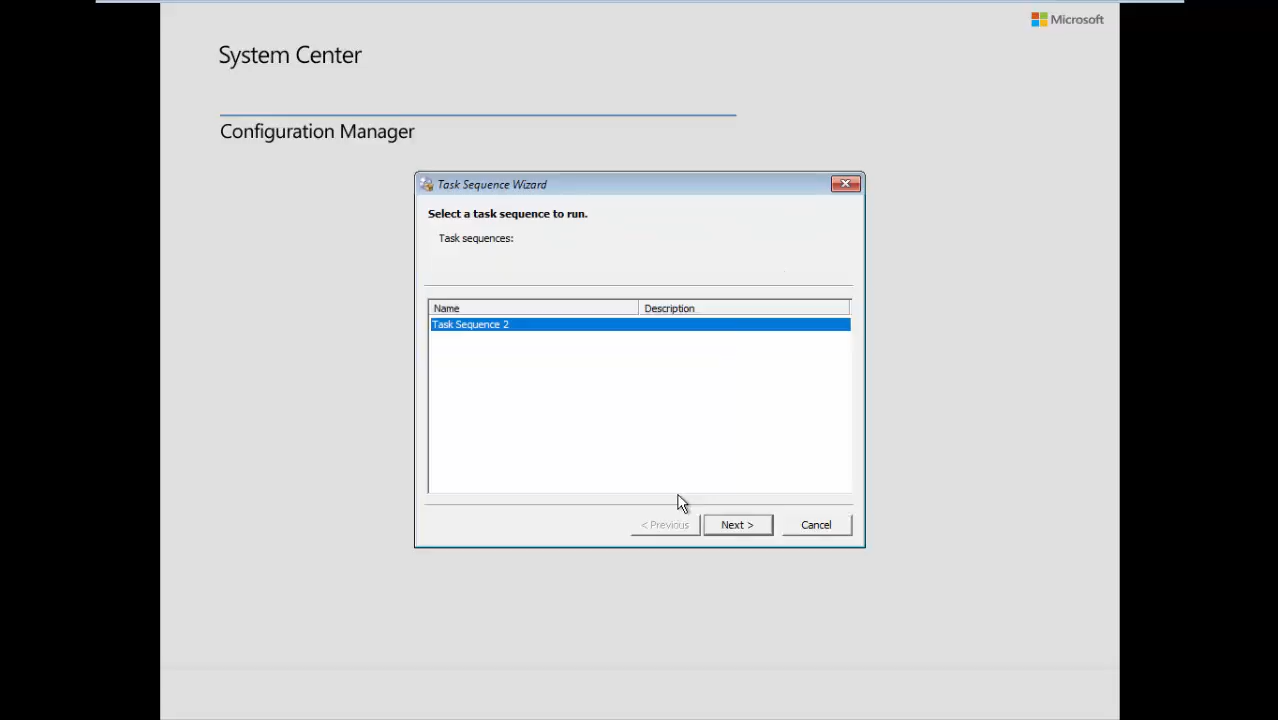 Microsoft
System Center
Configuration Manager
Task Sequence Wizard
Select a task sequence to run.
Task sequences:
Name Description
Task Sequence 2
< Previous Next > Cancel